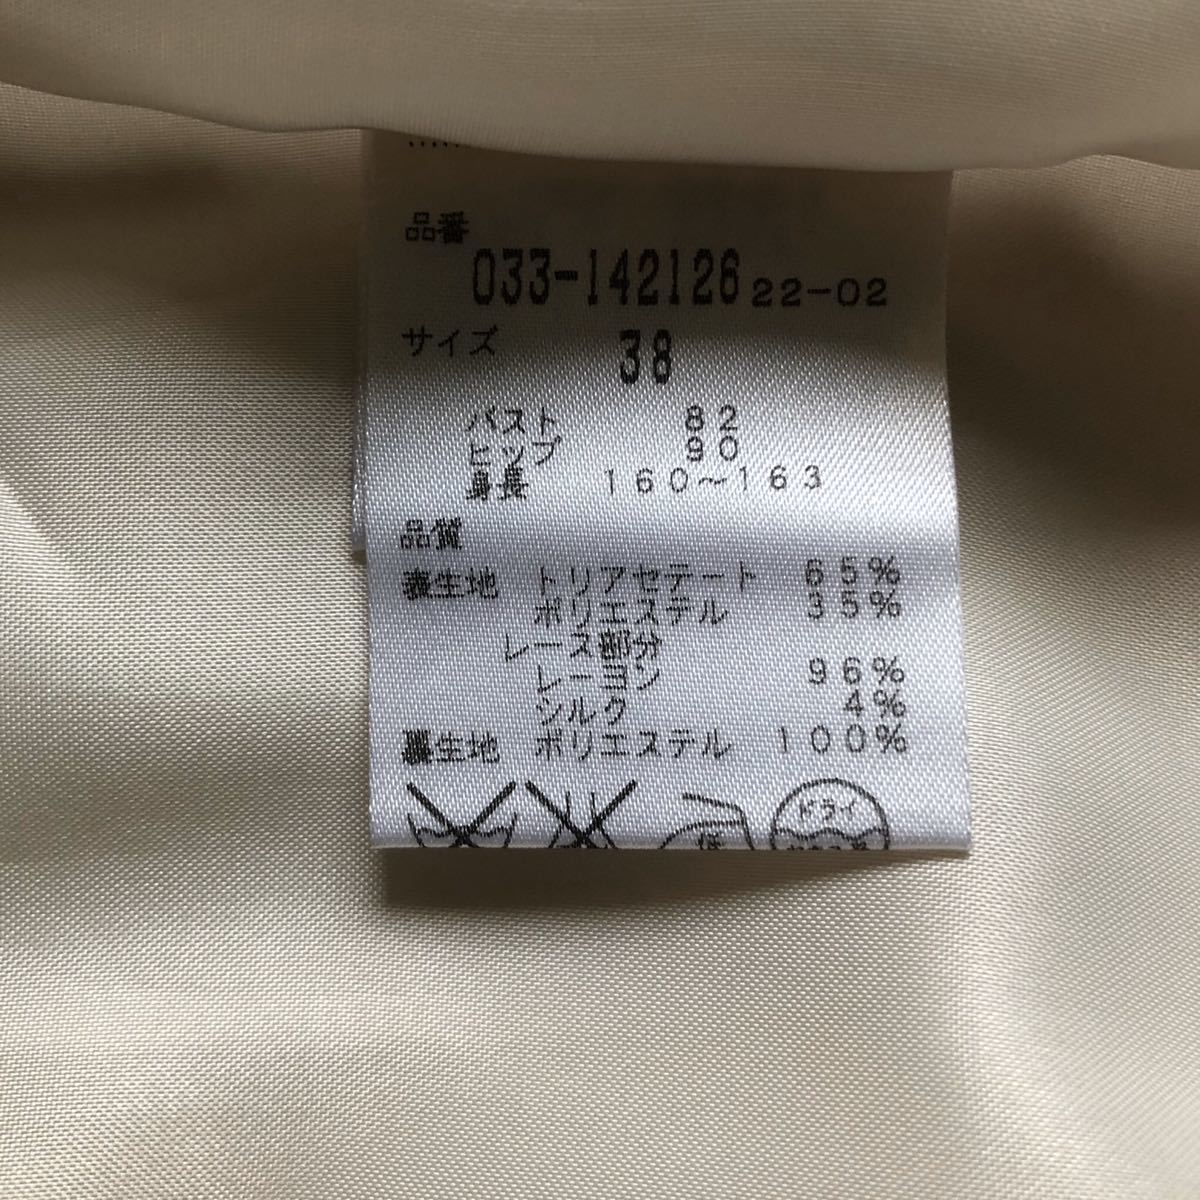 品番
033-142126 22-02
サイズ 38
バスト 82
ヒップ 90
身長 160〜163
品質
表生地 トリアセテート 65%
ポリエステル 35%
レース部分
レーヨン 96%
シルク 4%
裏生地 ポリエステル 100%
低 ドライ